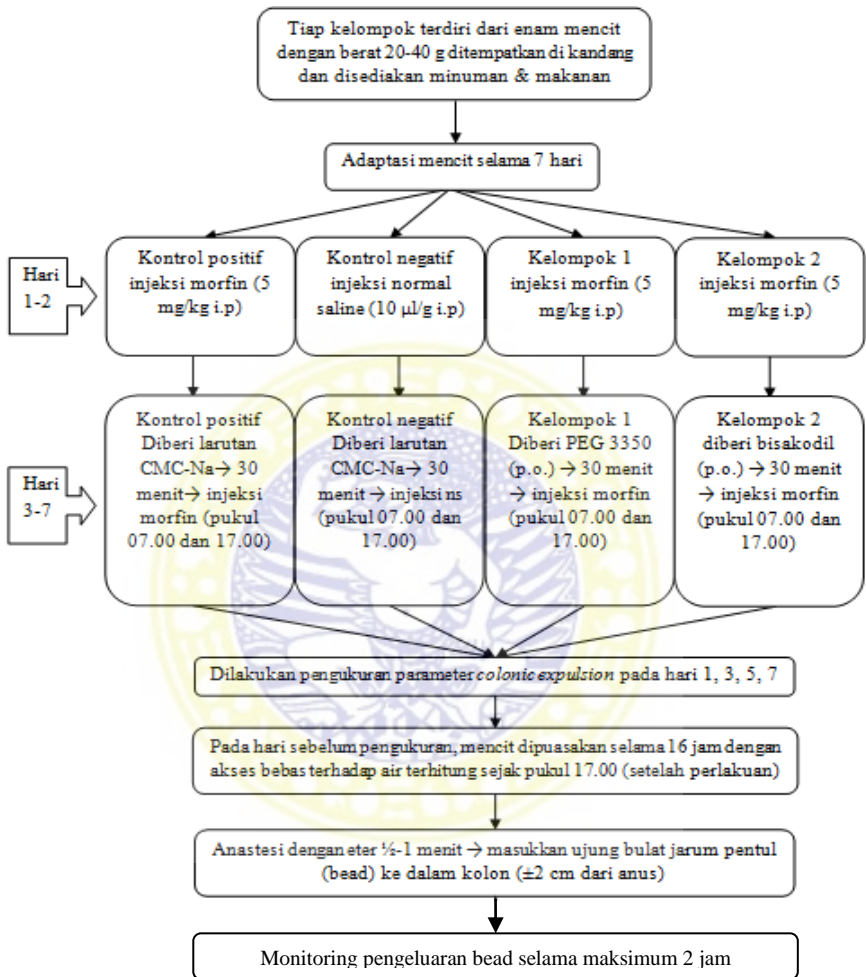 Tiap kelompok terdiri dari enam mencit
dengan berat 20-40 g ditempatkan di kandang
dan disediakan minuman & makanan
Adaptasi mencit selama 7 hari
Hari
1-2
Kontrol positif
injeksi morfin (5
mg/kg i.p)
Kontrol negatif
injeksi normal
saline (10 µl/g i.p)
Kelompok 1
injeksi morfin (5
mg/kg i.p)
Kelompok 2
injeksi morfin (5
mg/kg i.p)
Hari
3-7
Kontrol positif
Diberi larutan
CMC-Na→ 30
menit→ injeksi
morfin (pukul
07.00 dan 17.00)
Kontrol negatif
Diberi larutan
CMC-Na→ 30
menit → injeksi ns
(pukul 07.00 dan
17.00)
Kelompok 1
Diberi PEG 3350
(p.o.) → 30 menit
→ injeksi morfin
(pukul 07.00 dan
17.00)
Kelompok 2
diberi bisakodil
(p.o.) → 30 menit
→ injeksi morfin
(pukul 07.00 dan
17.00)
Dilakukan pengukuran parameter colonic expulsion pada hari 1, 3, 5, 7
Pada hari sebelum pengukuran, mencit dipuasakan selama 16 jam dengan
akses bebas terhadap air terhitung sejak pukul 17.00 (setelah perlakuan)
Anastesi dengan eter ½-1 menit → masukkan ujung bulat jarum pentul
(bead) ke dalam kolon (±2 cm dari anus)
Monitoring pengeluaran bead selama maksimum 2 jam